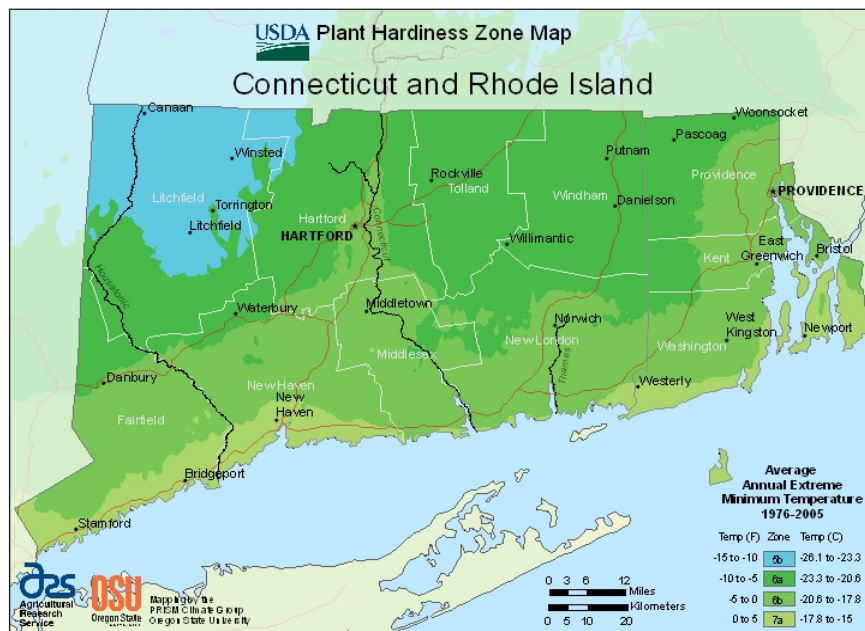 USDA Plant Hardiness Zone Map
Connecticut and Rhode Island
Canaan
Woonsocket
Pascoag
Winsted
Putnam
Providence
Rockville
Tolland
PROVIDENCE
Litchfield
Windham
Torrington
Danielson
Hartford
Litchfield
HARTFORD
Connecticut
Willimantic
East
Greenwich
Bristol
Kent
Housatonic
Waterbury
Middletown
Norwich
West
Kingston
Newport
New London
Middlesex
Washington
Thames
Danbury
New Haven
Westerly
New
Haven
Fairfield
Bridgeport
Stamford
Average
Annual Extreme
Minimum Temperature
1976-2005
Temp (F) Zone Temp (C)
-15 to -10 5b -26.1 to -23.3
-10 to -5 6a -23.3 to -20.6
-5 to 0 6b -20.6 to -17.8
0 to 5 7a -17.8 to -15
0 3 6 12
Miles
Kilometers
0 5 10 20
ars
Agricultural
Research
Service
OSU
Oregon State
Mapping by the
PRISM Climate Group
Oregon State University